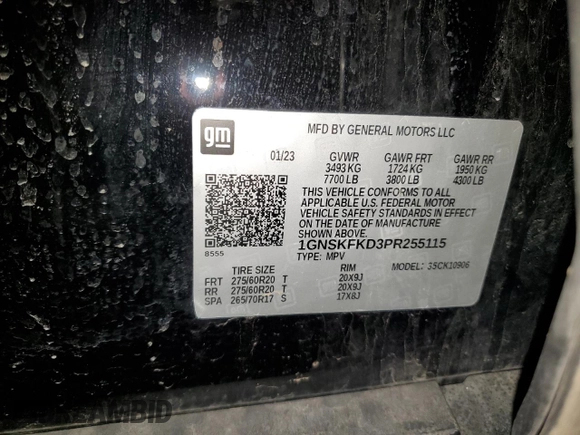 gm
MFD BY GENERAL MOTORS LLC
01/23 GVWR GAWR FRT GAWR RR
3493 KG 1724 KG 1950 KG
7700 LB 3800 LB 4300 LB
THIS VEHICLE CONFORMS TO ALL
APPLICABLE U.S. FEDERAL MOTOR
VEHICLE SAFETY STANDARDS IN EFFECT
ON THE DATE OF MANUFACTURE
SHOWN ABOVE.
8555 1GNSKFKD3PR255115
TYPE: MPV MODEL:
TIRE SIZE RIM
FRT 275/60R20 T 20X9J
RR 275/60R20 T 20X9J
SPA 265/70R17 S 17X8J